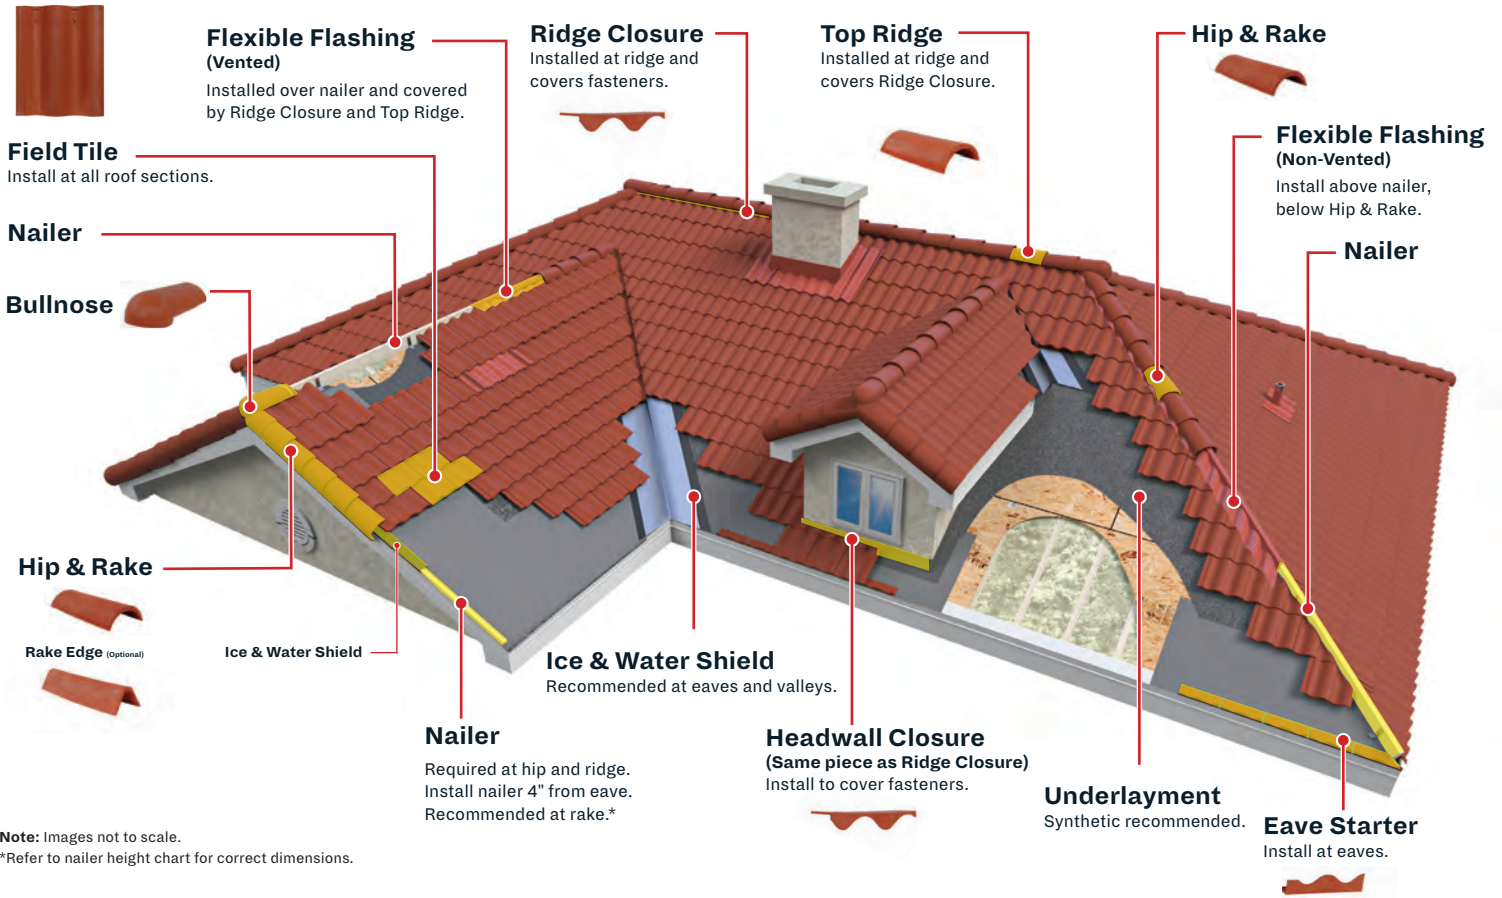 Flexible Flashing
(Vented)
Installed over nailer and covered
by Ridge Closure and Top Ridge.
Ridge Closure
Installed at ridge and
covers fasteners.
Top Ridge
Installed at ridge and
covers Ridge Closure.
Hip & Rake
Flexible Flashing
(Non-Vented)
Install above nailer,
below Hip & Rake.
Nailer
Field Tile
Install at all roof sections.
Nailer
Bullnose
Hip & Rake
Rake Edge (Optional)
Ice & Water Shield
Nailer
Required at hip and ridge.
Install nailer 4" from eave.
Recommended at rake.*
Ice & Water Shield
Recommended at eaves and valleys.
Headwall Closure
(Same piece as Ridge Closure)
Install to cover fasteners.
Underlayment
Synthetic recommended.
Eave Starter
Install at eaves.
Note: Images not to scale.
*Refer to nailer height chart for correct dimensions.